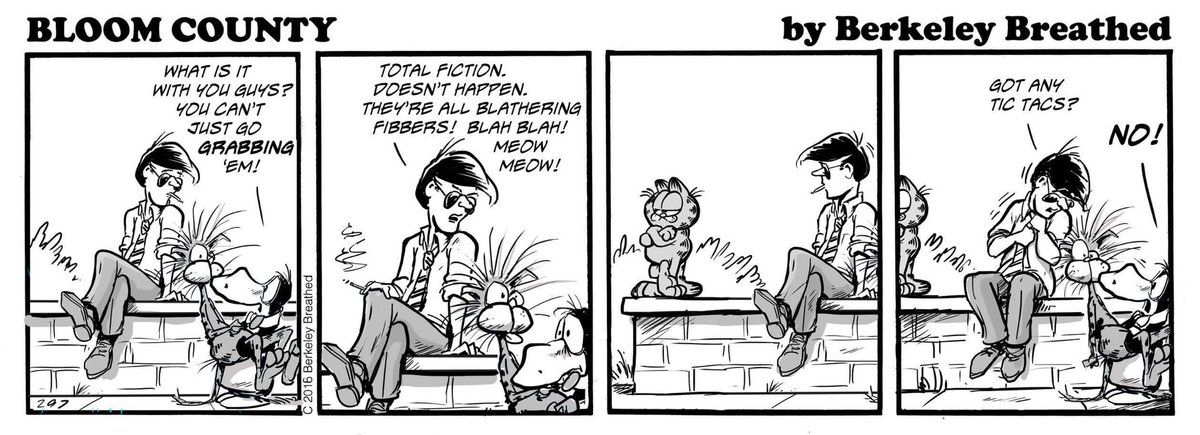 BLOOM COUNTY
by Berkeley Breathed
WHAT IS IT
WITH YOU GUYS?
YOU CAN'T
JUST GO
GRABBING
'EM!
297
© 2016 Berkeley Breathed
TOTAL FICTION.
DOESN'T HAPPEN.
THEY'RE ALL BLATHERING
FIBBERS! BLAH BLAH!
MEOW
MEOW!
GOT ANY
TIC TACS?
NO!